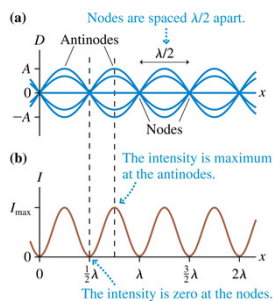 (a)
Nodes are spaced λ/2 apart.
D
Antinodes
λ/2
A
0
x
−A
Nodes
(b)
I
The intensity is maximum
at the antinodes.
Imax
0
x
0
½λ
λ
3/2λ
2λ
The intensity is zero at the nodes.